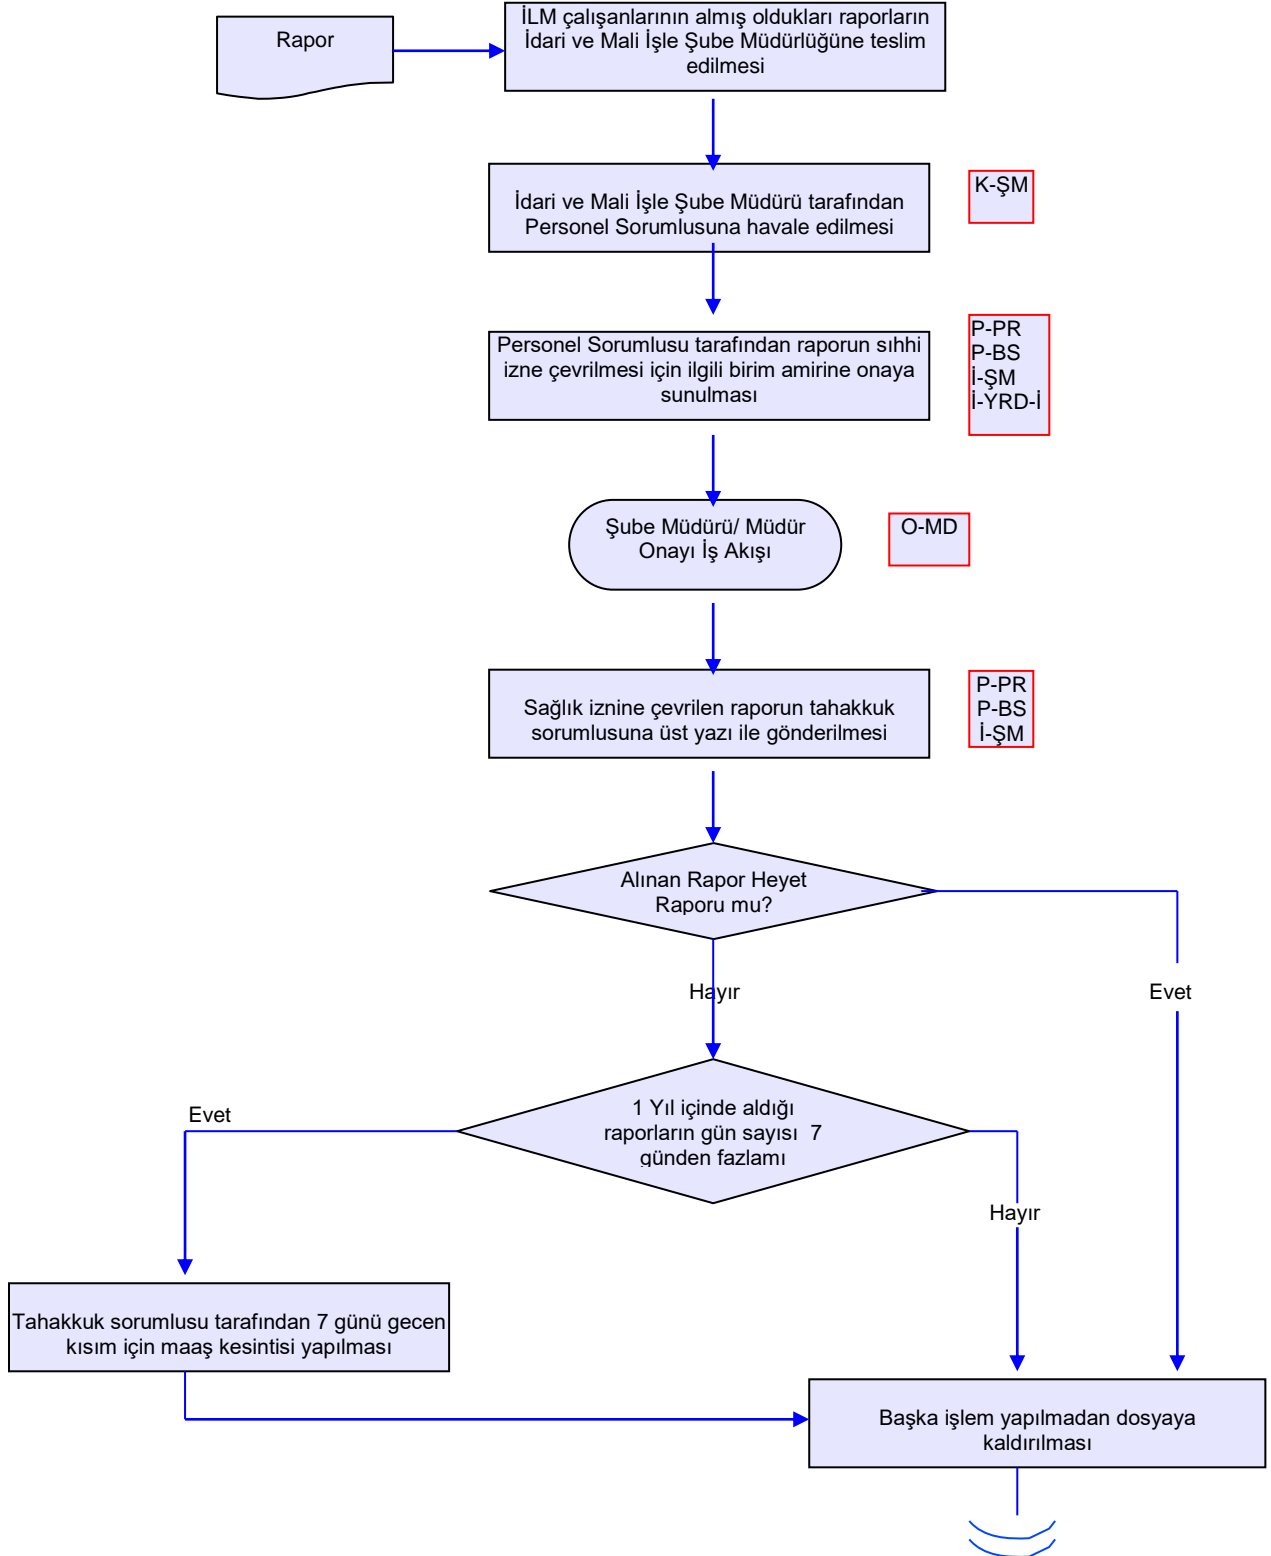 Rapor
İLM çalışanlarının almış oldukları raporların
İdari ve Mali İşle Şube Müdürlüğüne teslim
edilmesi
İdari ve Mali İşle Şube Müdürü tarafından
Personel Sorumlusuna havale edilmesi
K-ŞM
Personel Sorumlusu tarafından raporun sıhhi
izne çevrilmesi için ilgili birim amirine onaya
sunulması
P-PR
P-BS
İ-ŞM
İ-YRD-İ
Şube Müdürü/ Müdür
Onayı İş Akışı
O-MD
Sağlık iznine çevrilen raporun tahakkuk
sorumlusuna üst yazı ile gönderilmesi
P-PR
P-BS
İ-ŞM
Alınan Rapor Heyet
Raporu mu?
Hayır
Evet
1 Yıl içinde aldığı
raporların gün sayısı  7
günden fazlamı
Evet
Hayır
Tahakkuk sorumlusu tarafından 7 günü gecen
kısım için maaş kesintisi yapılması
Başka işlem yapılmadan dosyaya
kaldırılması